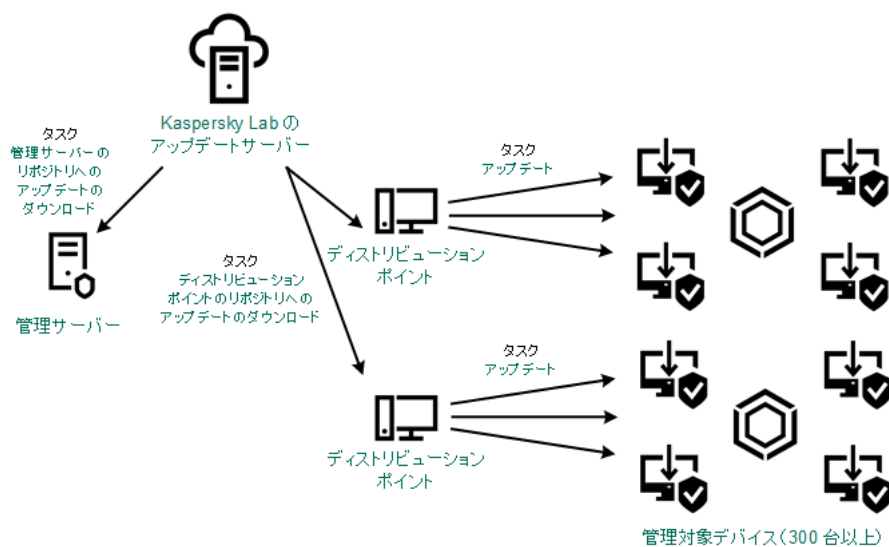 Kaspersky Lab の
アップデートサーバー
タスク
管理サーバーの
リポジトリへの
アップデートの
ダウンロード
管理サーバー
タスク
ディストリビューション
ポイントのリポジトリへの
アップデートのダウンロード
タスク
アップデート
ディストリビューション
ポイント
タスク
アップデート
ディストリビューション
ポイント
管理対象デバイス(300 台以上)